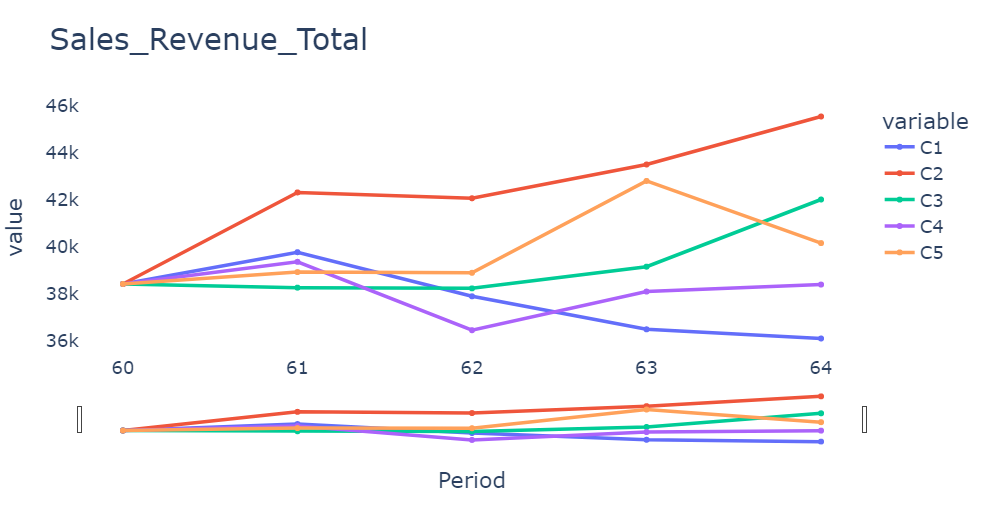 Sales_Revenue_Total
46k
44k
42k
40k
38k
36k
value
60 61 62 63 64
Period
variable
C1
C2
C3
C4
C5